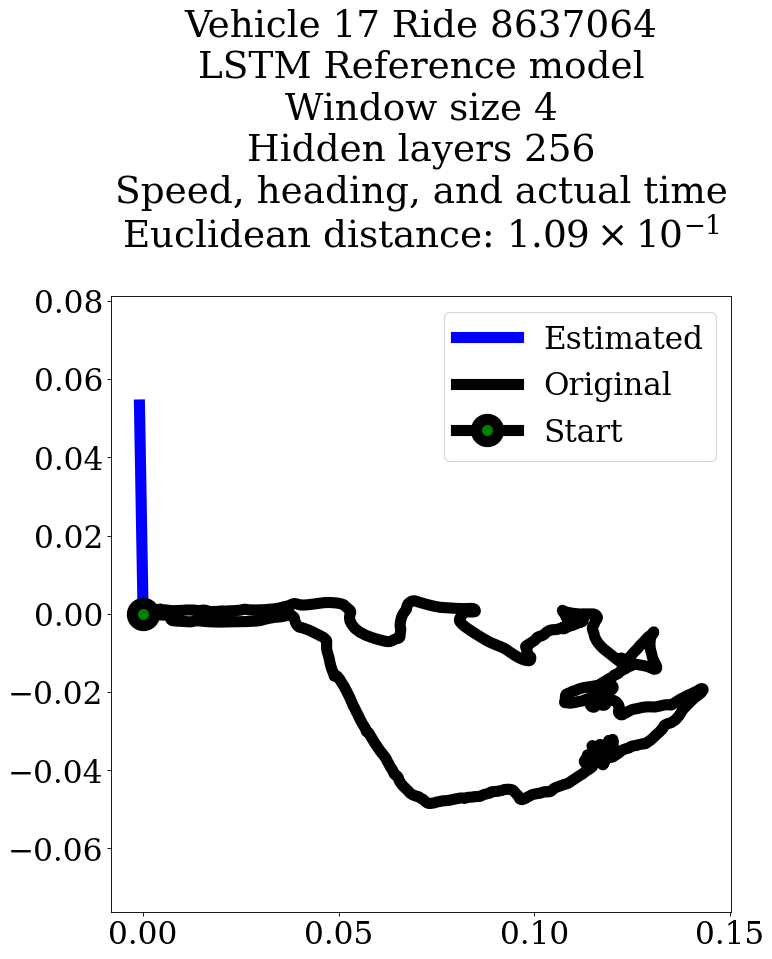 Vehicle 17 Ride 8637064
LSTM Reference model
Window size 4
Hidden layers 256
Speed, heading, and actual time
Euclidean distance: 1.09 × 10⁻¹
0.08
0.06
0.04
0.02
0.00
−0.02
−0.04
−0.06
Estimated
Original
Start
0.00 0.05 0.10 0.15